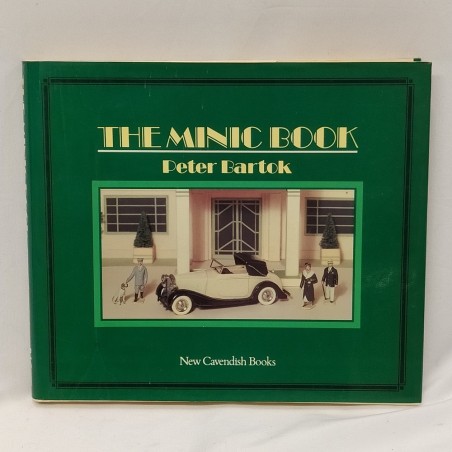 THE MINIC BOOK
Peter Bartok
New Cavendish Books